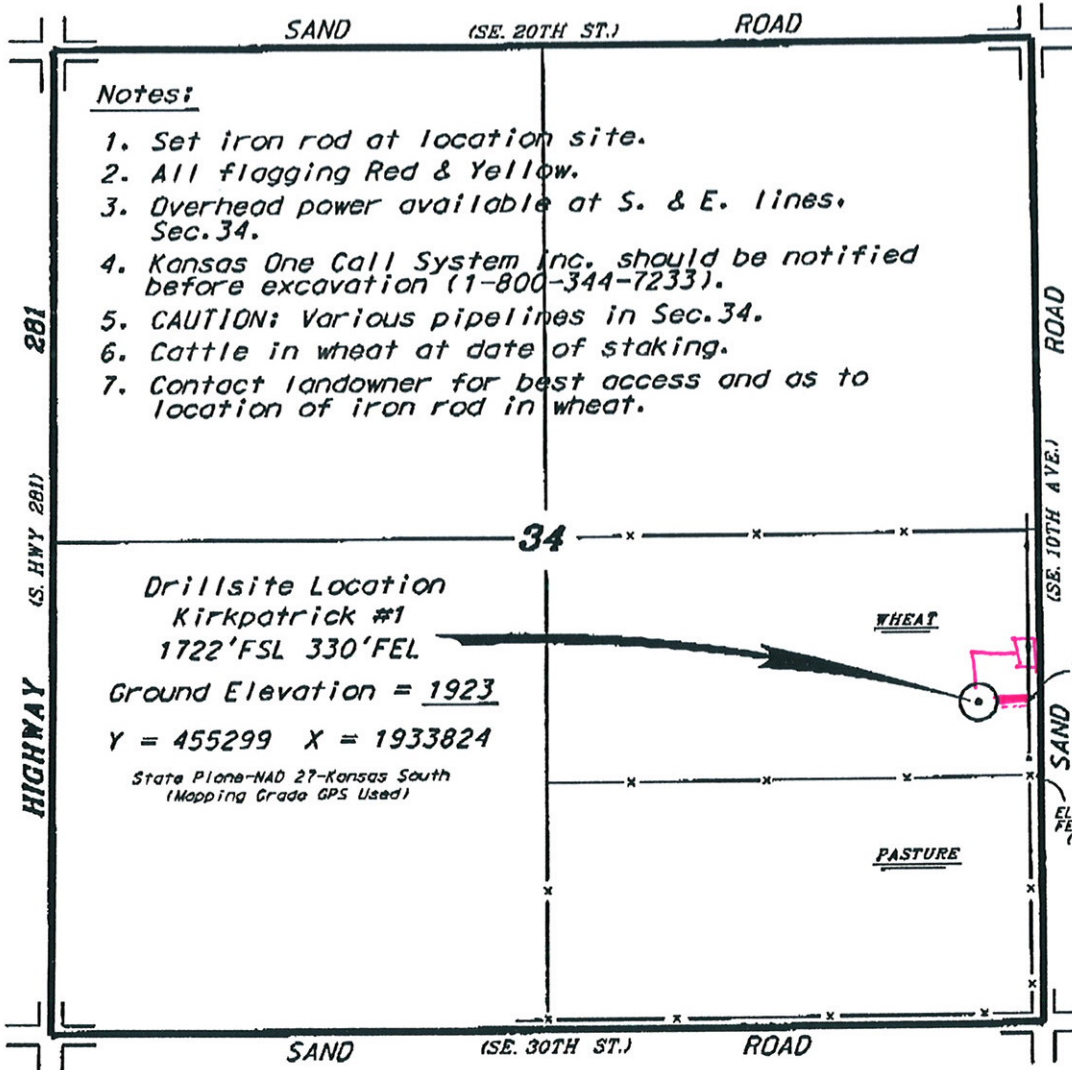 SAND (SE. 20TH ST.) ROAD
Notes:
1. Set iron rod at location site.
2. All flagging Red & Yellow.
3. Overhead power available at S. & E. lines,
Sec.34.
4. Kansas One Call System inc. should be notified
before excavation (1-800-344-7233).
5. CAUTION: Various pipelines in Sec.34.
6. Cattle in wheat at date of staking.
7. Contact landowner for best access and as to
location of iron rod in wheat.
HIGHWAY (S. HWY 281) 281
34
Drillsite Location
Kirkpatrick #1
1722'FSL 330'FEL
Ground Elevation = 1923
Y = 455299 X = 1933824
State Plane-NAD 27-Kansas South
(Mapping Grade GPS Used)
WHEAT
PASTURE
SAND (SE. 10TH AVE.) ROAD
SAND (SE. 30TH ST.) ROAD